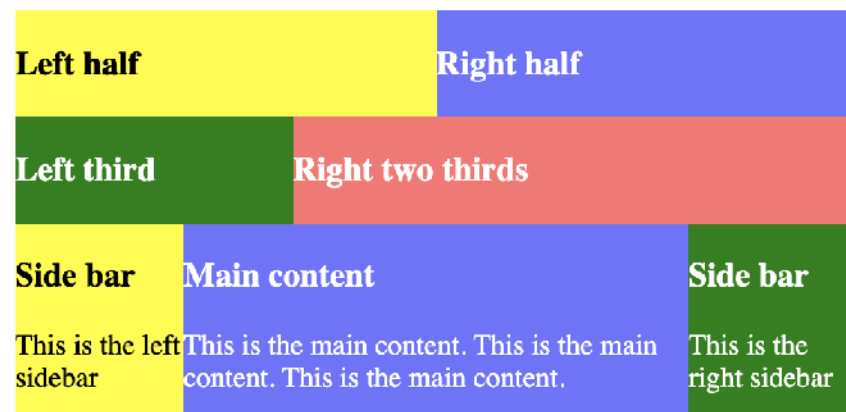 Left half
Right half
Left third
Right two thirds
Side bar
This is the left
sidebar
Main content
This is the main content. This is the main
content. This is the main content.
Side bar
This is the
right sidebar